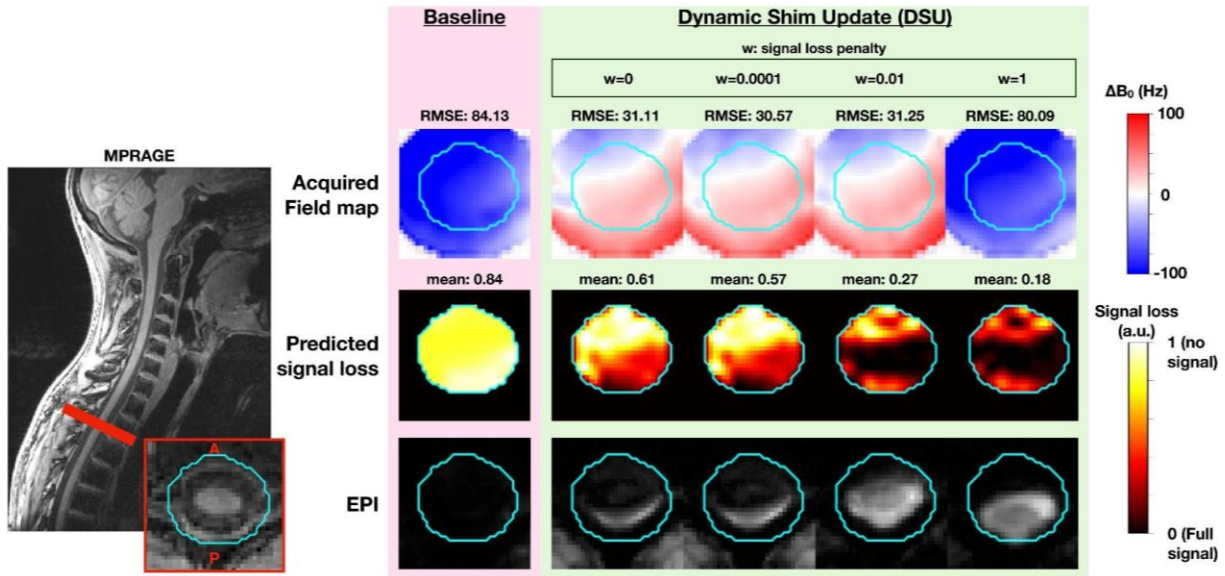 Baseline
Dynamic Shim Update (DSU)
w: signal loss penalty
w=0 w=0.0001 w=0.01 w=1
RMSE: 84.13 RMSE: 31.11 RMSE: 30.57 RMSE: 31.25 RMSE: 80.09
MPRAGE
Acquired
Field map
ΔB₀ (Hz)
100
0
-100
mean: 0.84 mean: 0.61 mean: 0.57 mean: 0.27 mean: 0.18
Predicted
signal loss
Signal loss
(a.u.)
1 (no
signal)
0 (Full
signal)
EPI
A
P